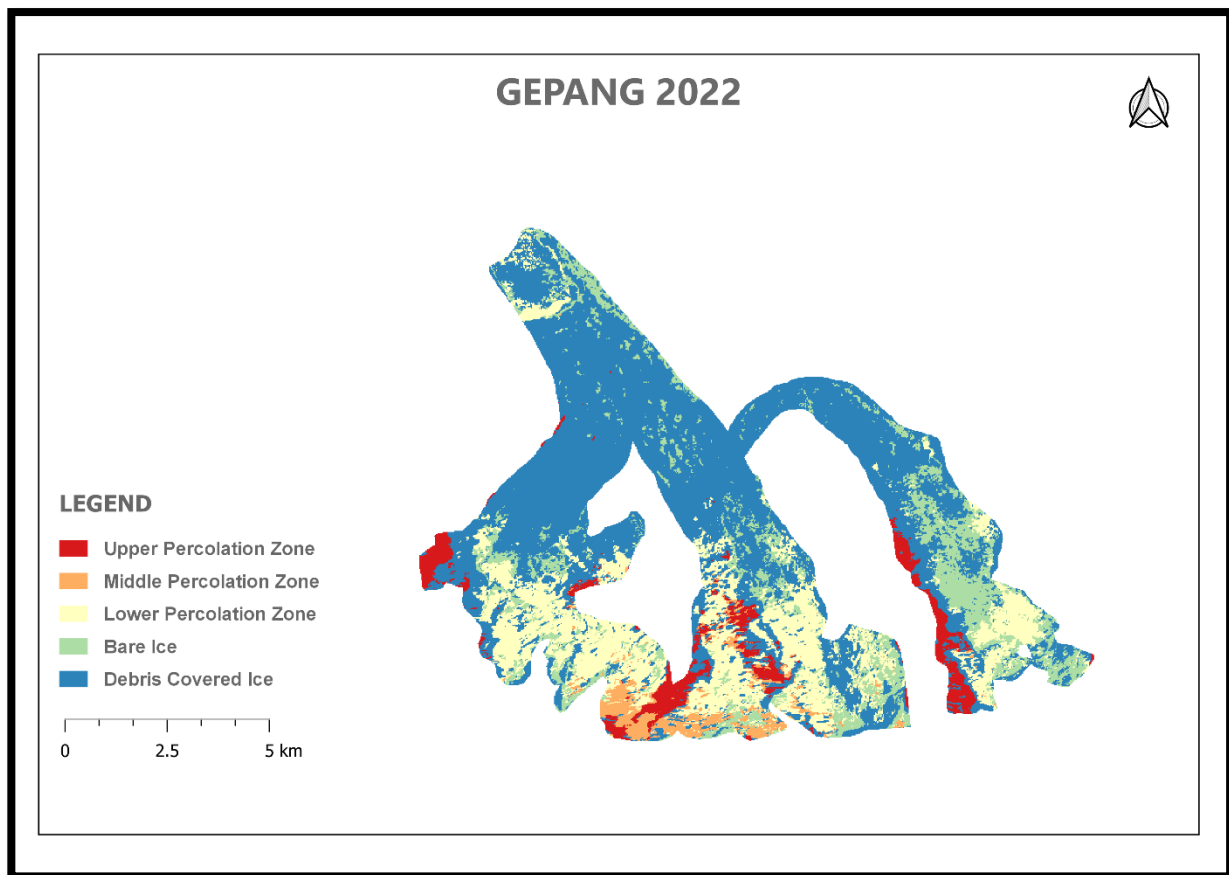 GEPANG 2022
LEGEND
Upper Percolation Zone
Middle Percolation Zone
Lower Percolation Zone
Bare Ice
Debris Covered Ice
0 2.5 5 km